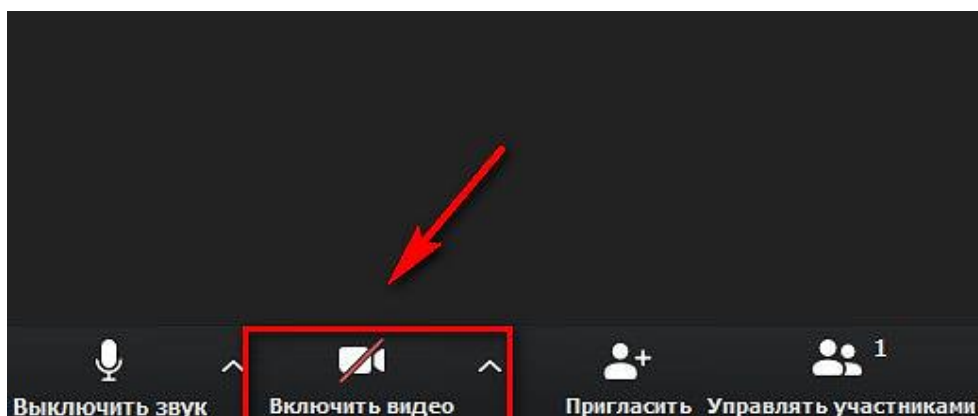 1
Выключить звук Включить видео Пригласить Управлять участниками